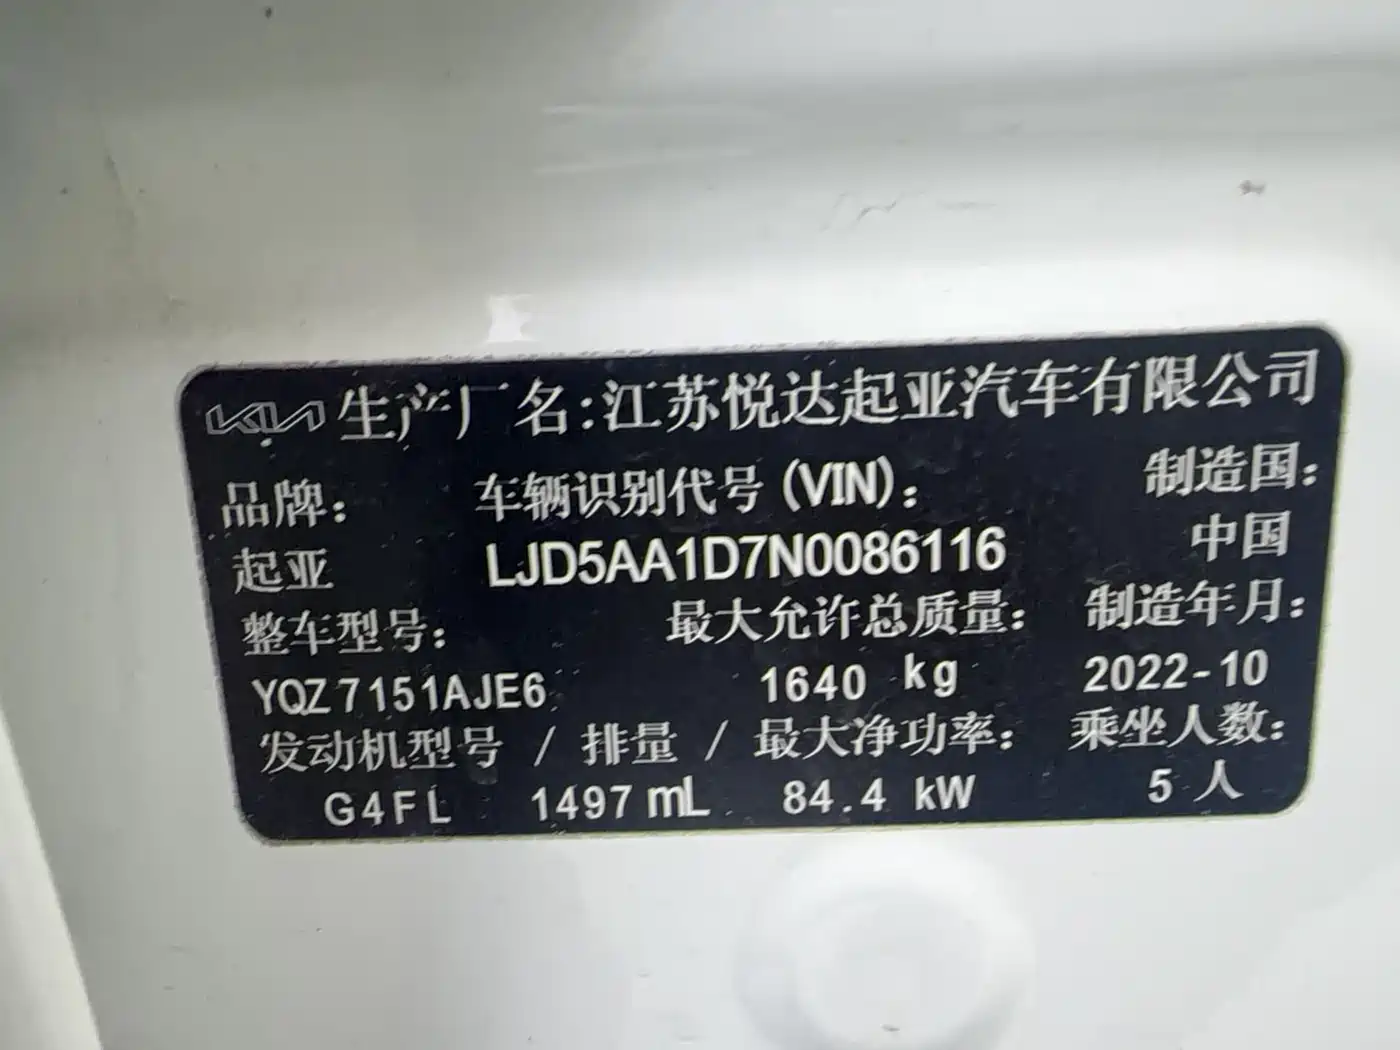 KIA 生产厂名:江苏悦达起亚汽车有限公司
品牌: 车辆识别代号(VIN): 制造国:
起亚 LJD5AA1D7N0086116 中国
整车型号: 最大允许总质量: 制造年月:
YQZ7151AJE6 1640 kg 2022-10
发动机型号 / 排量 / 最大净功率: 乘坐人数:
G4FL 1497 mL 84.4 kW 5 人